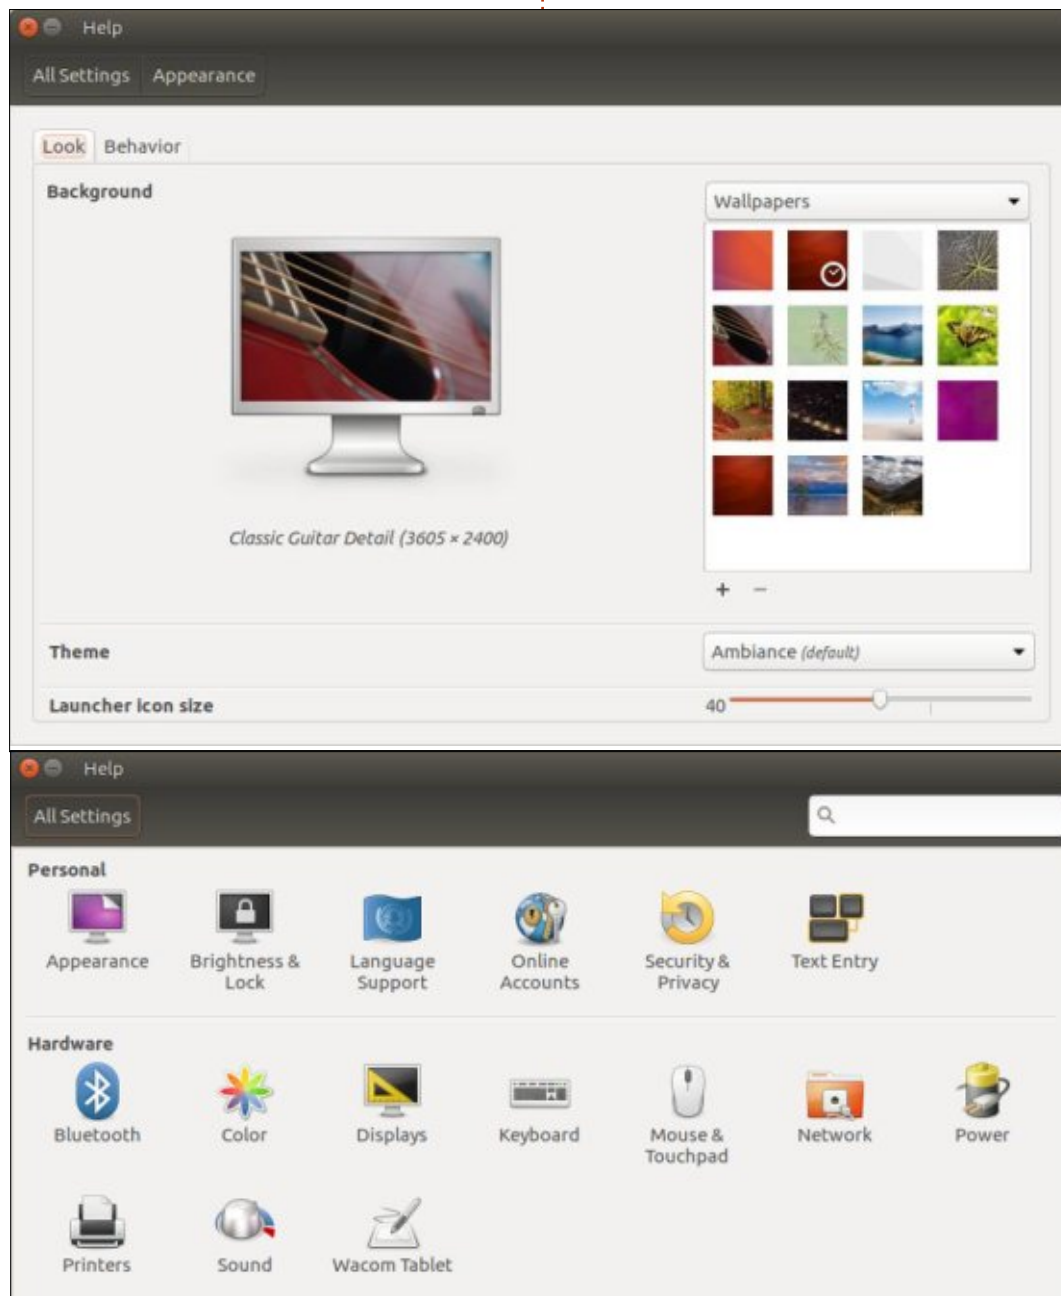 Help
All Settings Appearance
Look Behavior
Background
Wallpapers
Classic Guitar Detail (3605 × 2400)
+ −
Theme
Ambiance (default)
Launcher icon size
40
Help
All Settings
Personal
Appearance
Brightness &
Lock
Language
Support
Online
Accounts
Security &
Privacy
Text Entry
Hardware
Bluetooth
Color
Displays
Keyboard
Mouse &
Touchpad
Network
Power
Printers
Sound
Wacom Tablet